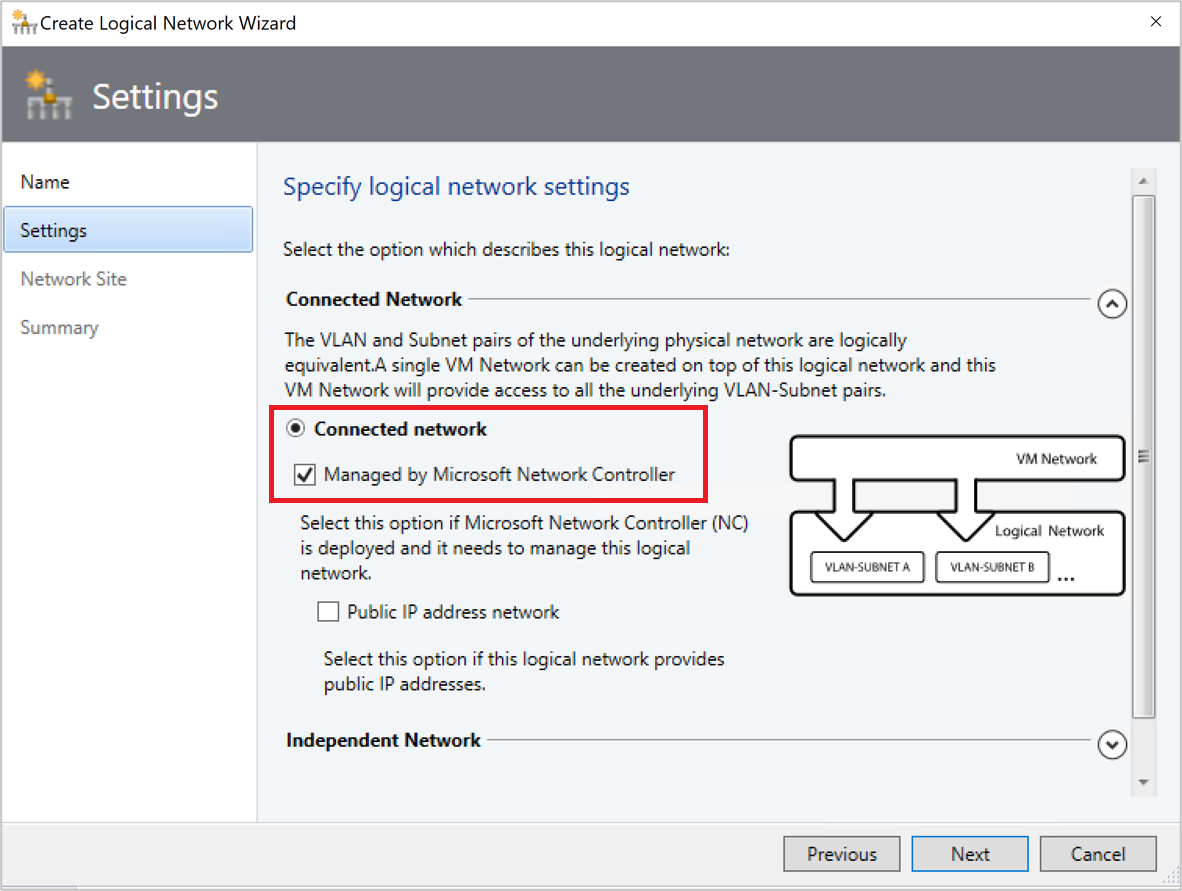 Create Logical Network Wizard
Settings
Name
Settings
Network Site
Summary
Specify logical network settings
Select the option which describes this logical network:
Connected Network
The VLAN and Subnet pairs of the underlying physical network are logically
equivalent.A single VM Network can be created on top of this logical network and this
VM Network will provide access to all the underlying VLAN-Subnet pairs.
Connected network
Managed by Microsoft Network Controller
Select this option if Microsoft Network Controller (NC)
is deployed and it needs to manage this logical
network.
Public IP address network
Select this option if this logical network provides
public IP addresses.
VM Network
Logical Network
VLAN-SUBNET A
VLAN-SUBNET B
...
Independent Network
Previous
Next
Cancel